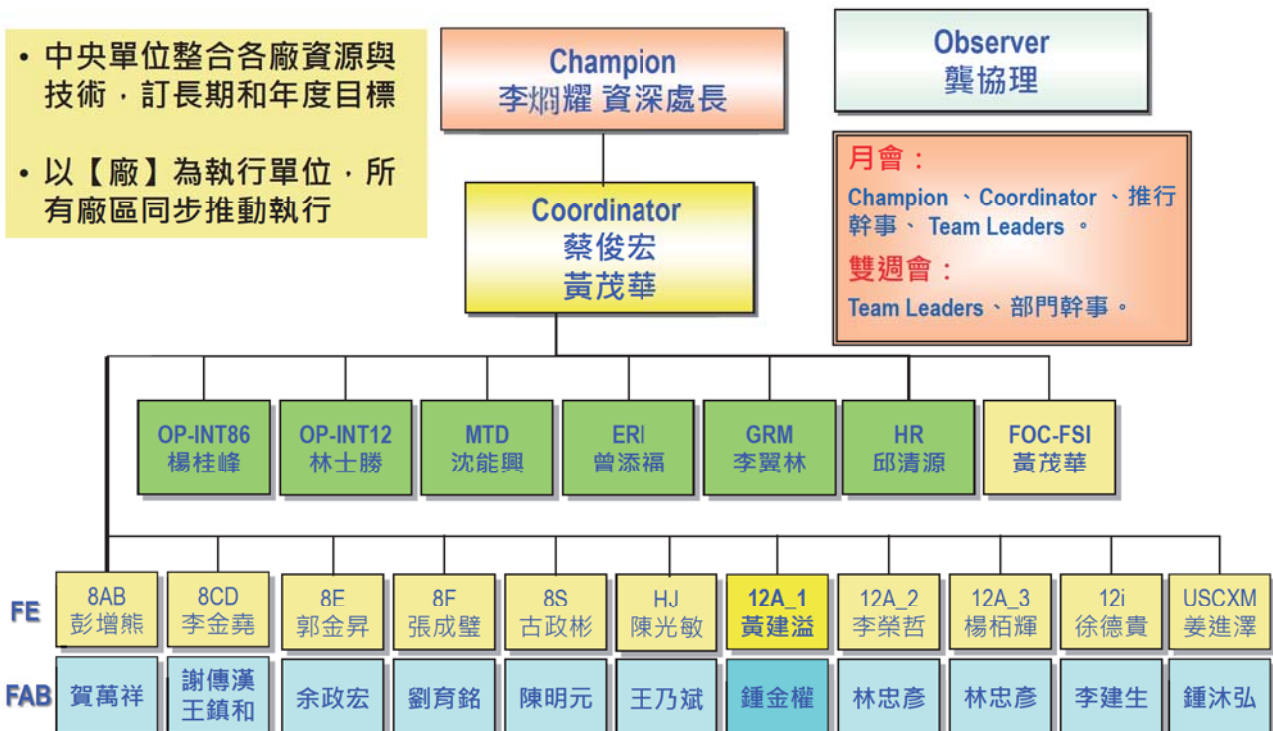 • 中央單位整合各廠資源與
技術，訂長期和年度目標
• 以【廠】為執行單位，所
有廠區同步推動執行
Champion
李烱耀 資深處長
Observer
龔協理
Coordinator
蔡俊宏
黃茂華
月會：
Champion 、Coordinator 、推行
幹事、 Team Leaders 。
雙週會：
Team Leaders、部門幹事。
OP-INT86
楊桂峰
OP-INT12
林士勝
MTD
沈能興
ERI
曾添福
GRM
李翼林
HR
邱清源
FOC-FSI
黃茂華
FE
8AB
彭增熊
8CD
李金堯
8E
郭金昇
8F
張成璧
8S
古政彬
HJ
陳光敏
12A_1
黃建溢
12A_2
李榮哲
12A_3
楊栢輝
12i
徐德貴
USCXM
姜進澤
FAB
賀萬祥
謝傳漢
王鎮和
余政宏
劉育銘
陳明元
王乃斌
鍾金權
林忠彥
林忠彥
李建生
鍾沐弘